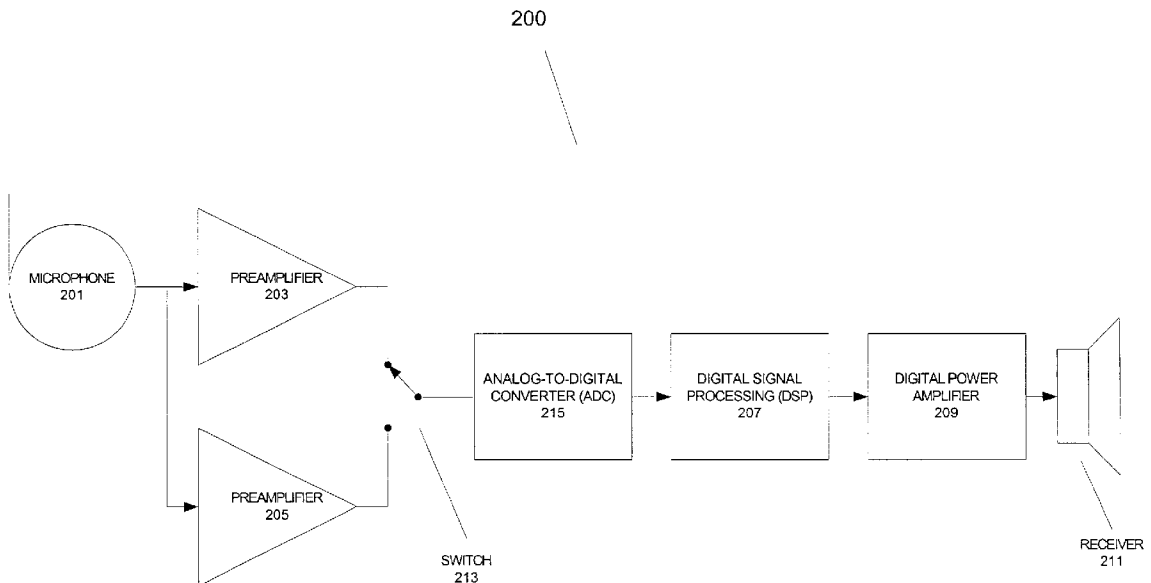 200
MICROPHONE
201
PREAMPLIFIER
203
ANALOG-TO-DIGITAL
CONVERTER (ADC)
215
DIGITAL SIGNAL
PROCESSING (DSP)
207
DIGITAL POWER
AMPLIFIER
209
PREAMPLIFIER
205
SWITCH
213
RECEIVER
211